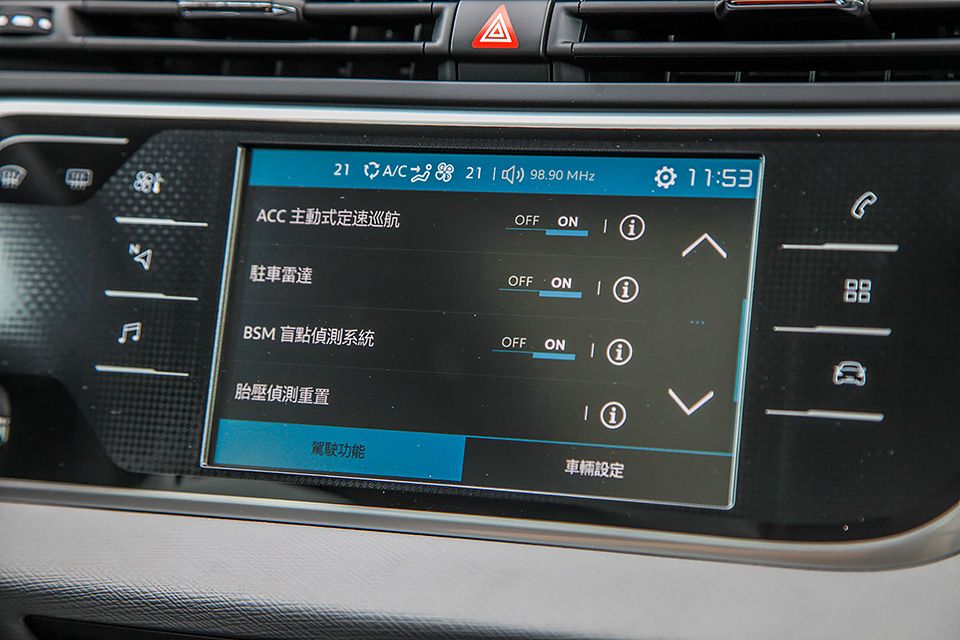 21 A/C 21 | 98.90 MHz 11:53
ACC 主動式定速巡航 OFF ON
駐車雷達 OFF ON
BSM 盲點偵測系統 OFF ON
胎壓偵測重置
駕駛功能 車輛設定
N